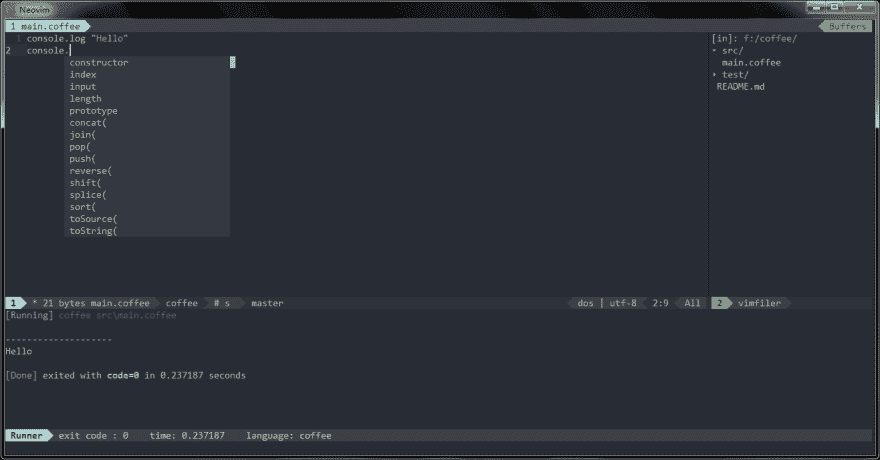 Neovim
1 main.coffee
Buffers
1 console.log "Hello"
2 console.
constructor
index
input
length
prototype
concat(
join(
pop(
push(
reverse(
shift(
splice(
sort(
toSource(
toString(
[in]: f:/coffee/
▾ src/
main.coffee
▸ test/
README.md
1 * 21 bytes main.coffee coffee # s master dos | utf-8 2:9 All
2 vimfiler
[Running] coffee src\main.coffee
--------------------
Hello
[Done] exited with code=0 in 0.237187 seconds
Runner exit code : 0 time: 0.237187 language: coffee